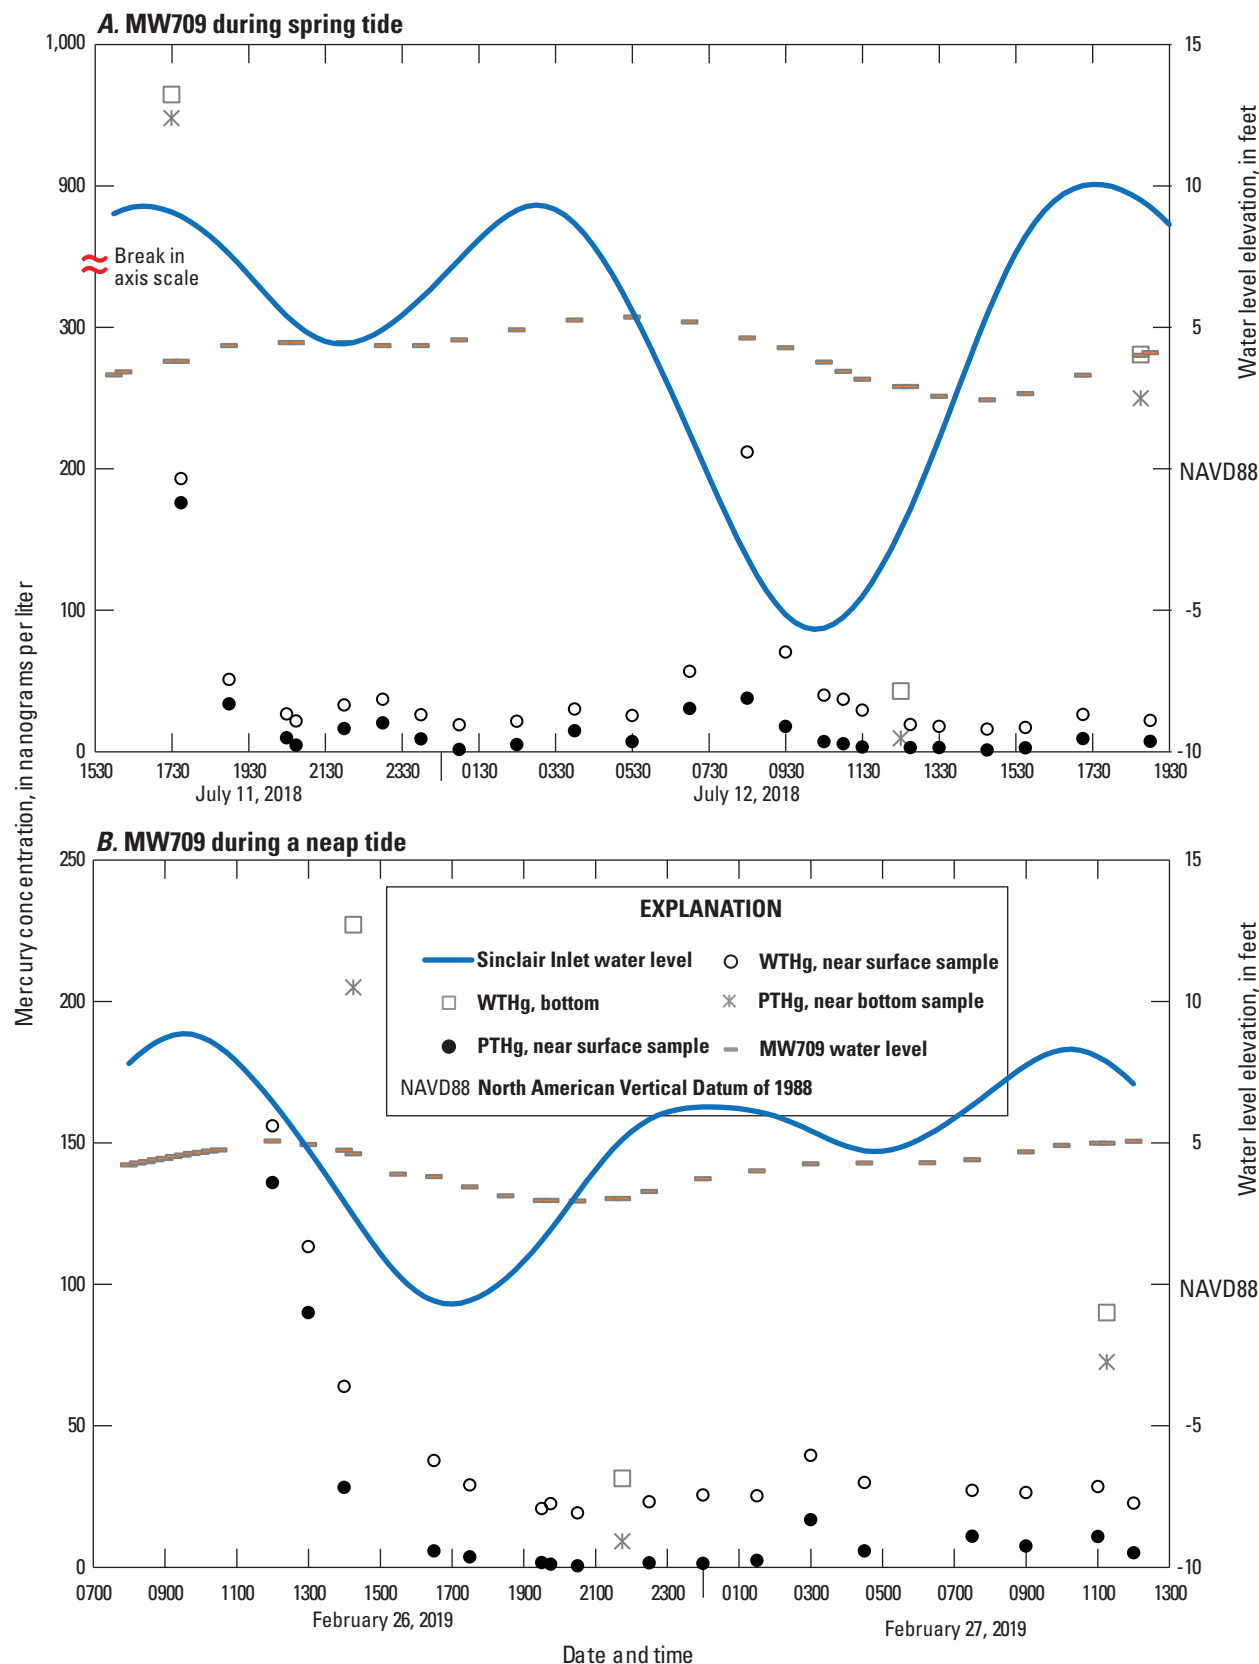 A. MW709 during spring tide
1,000
900
300
200
100
0
Break in
axis scale
15
10
5
NAVD88
-5
-10
1530 1730 1930 2130 2330 0130 0330 0530 0730 0930 1130 1330 1530 1730 1930
July 11, 2018
July 12, 2018
Mercury concentration, in nanograms per liter
Water level elevation, in feet
B. MW709 during a neap tide
250
200
150
100
50
0
EXPLANATION
Sinclair Inlet water level
WTHg, near surface sample
WTHg, bottom
PTHg, near bottom sample
PTHg, near surface sample
MW709 water level
NAVD88 North American Vertical Datum of 1988
15
10
5
NAVD88
-5
-10
Water level elevation, in feet
0700 0900 1100 1300 1500 1700 1900 2100 2300 0100 0300 0500 0700 0900 1100 1300
February 26, 2019
February 27, 2019
Date and time